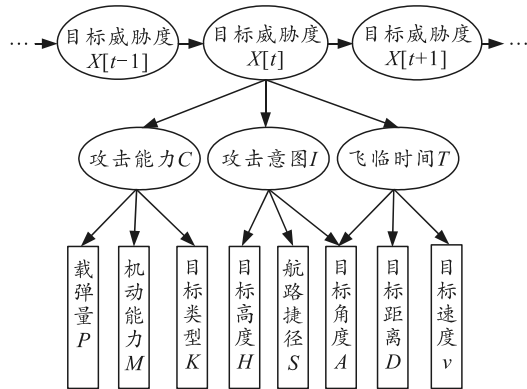 … 目标威胁度 目标威胁度 目标威胁度 …
X[t−1] X[t] X[t+1]
攻击能力C 攻击意图I 飞临时间T
载弹量P
机动能力M
目标类型K
目标高度H
航路捷径S
目标角度A
目标距离D
目标速度v